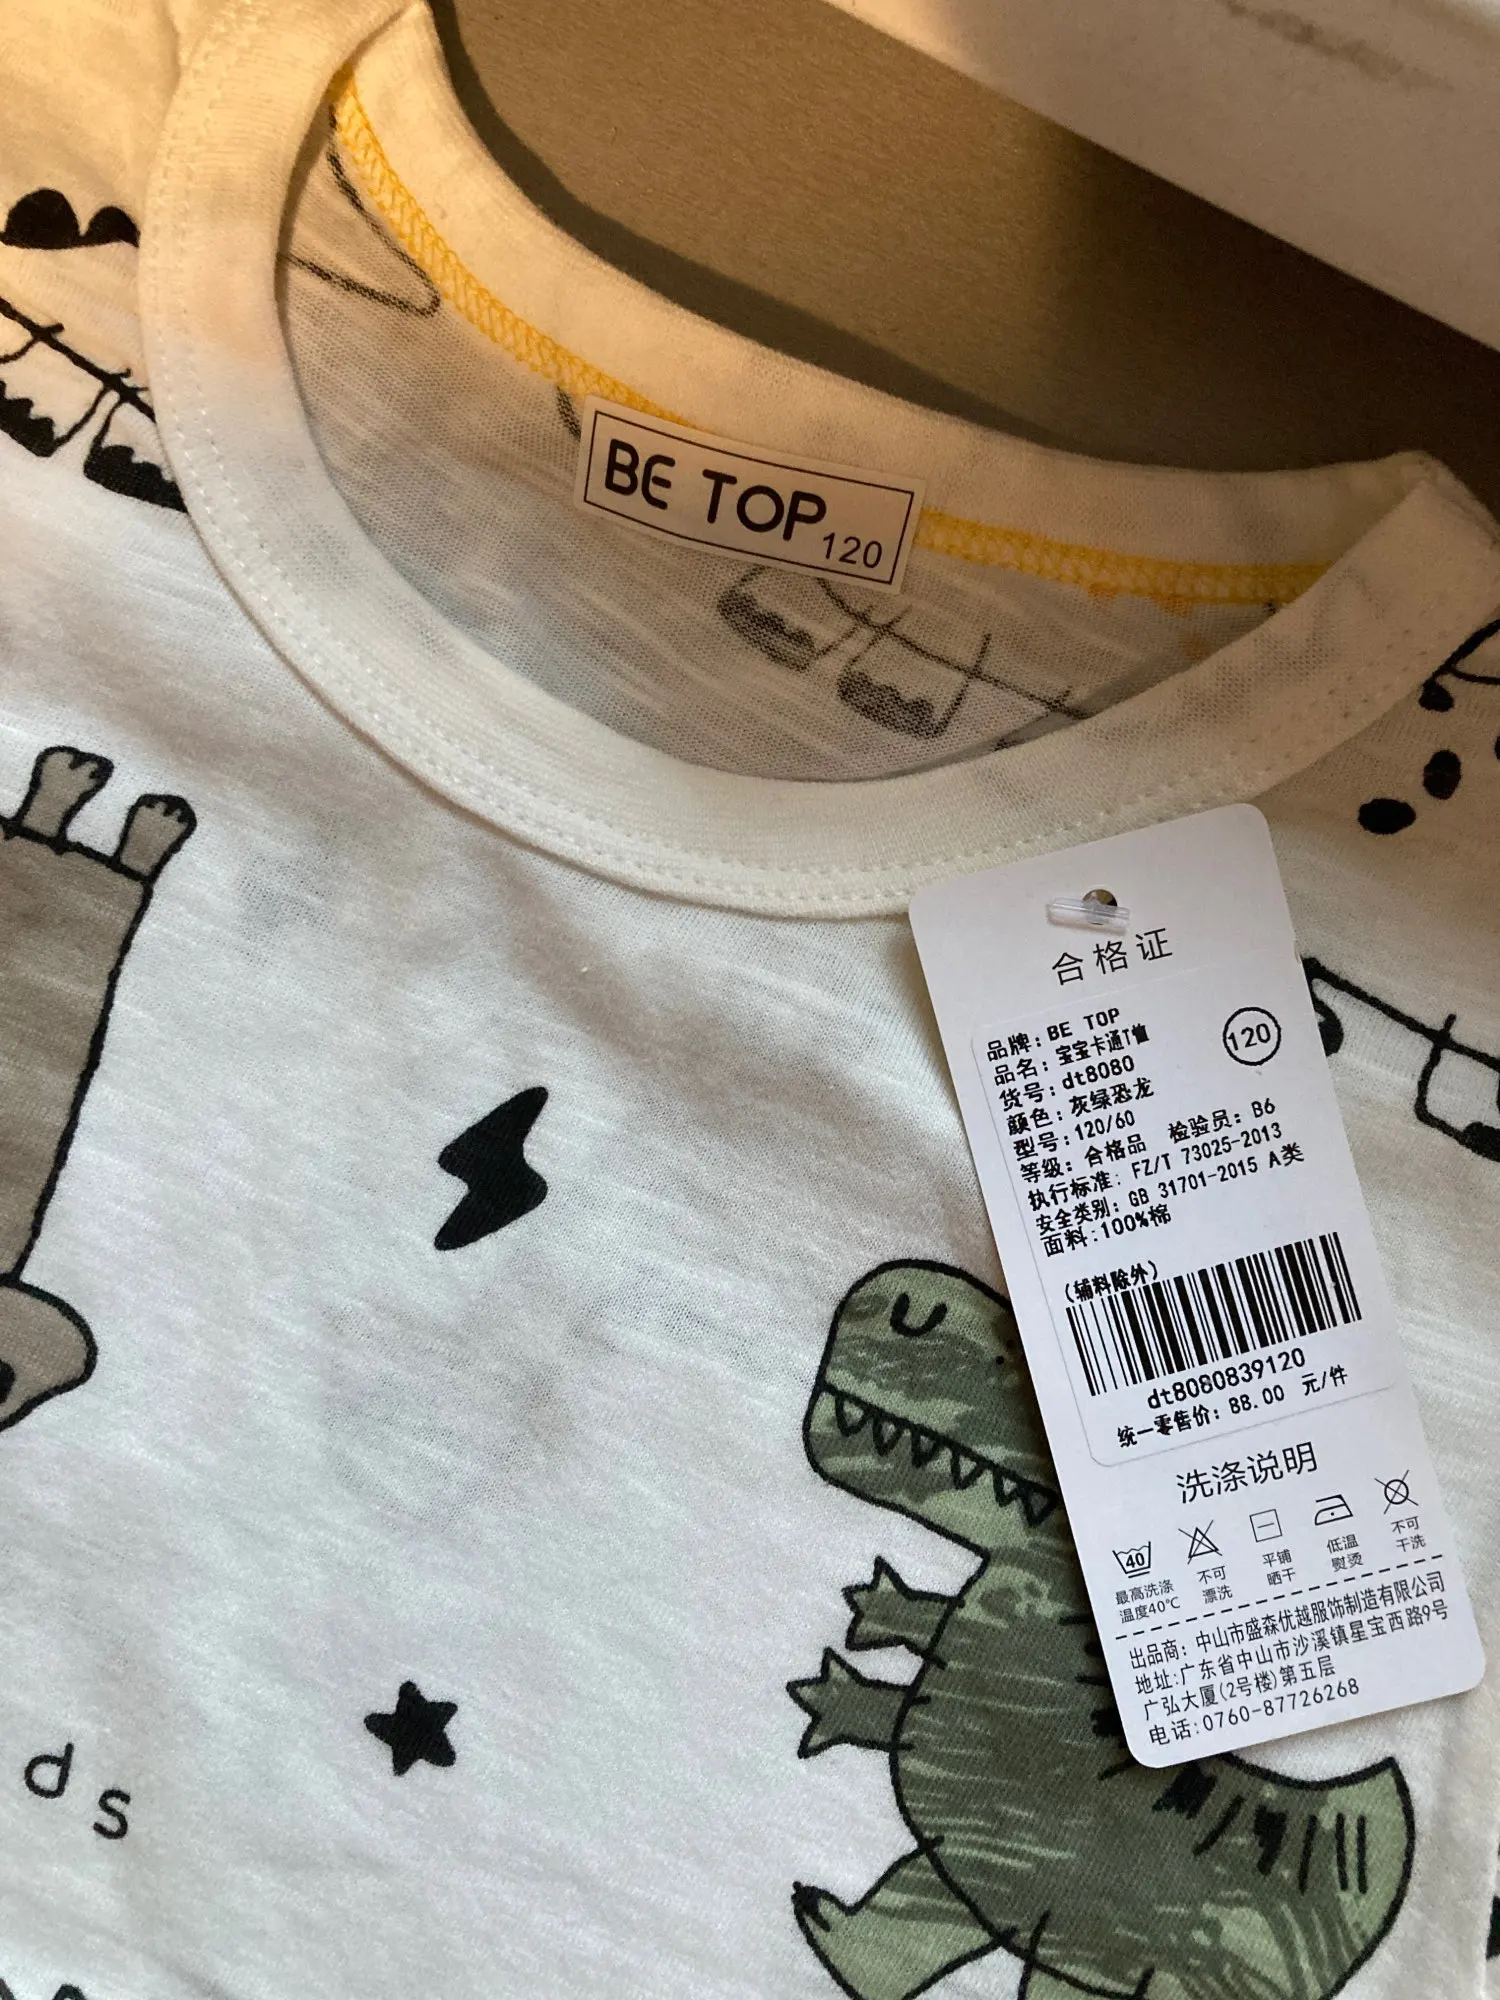 BE TOP
120
合格证
品牌：BE TOP
120
品名：宝宝卡通T恤
货号：dt8080
颜色：灰绿恐龙
型号：120/60
等级：合格品 检验员：B6
执行标准：FZ/T 73025-2013
安全类别：GB 31701-2015 A类
面料：100%棉
（辅料除外）
dt8080839120
统一零售价：88.00 元/件
洗涤说明
40
最高洗涤
温度40℃
不可
漂洗
平铺
晒干
低温
熨烫
不可
干洗
出品商：中山市盛森优越服饰制造有限公司
地址:广东省中山市沙溪镇星宝西路9号
广弘大厦(2号楼)第五层
电话:0760-87726268
ds